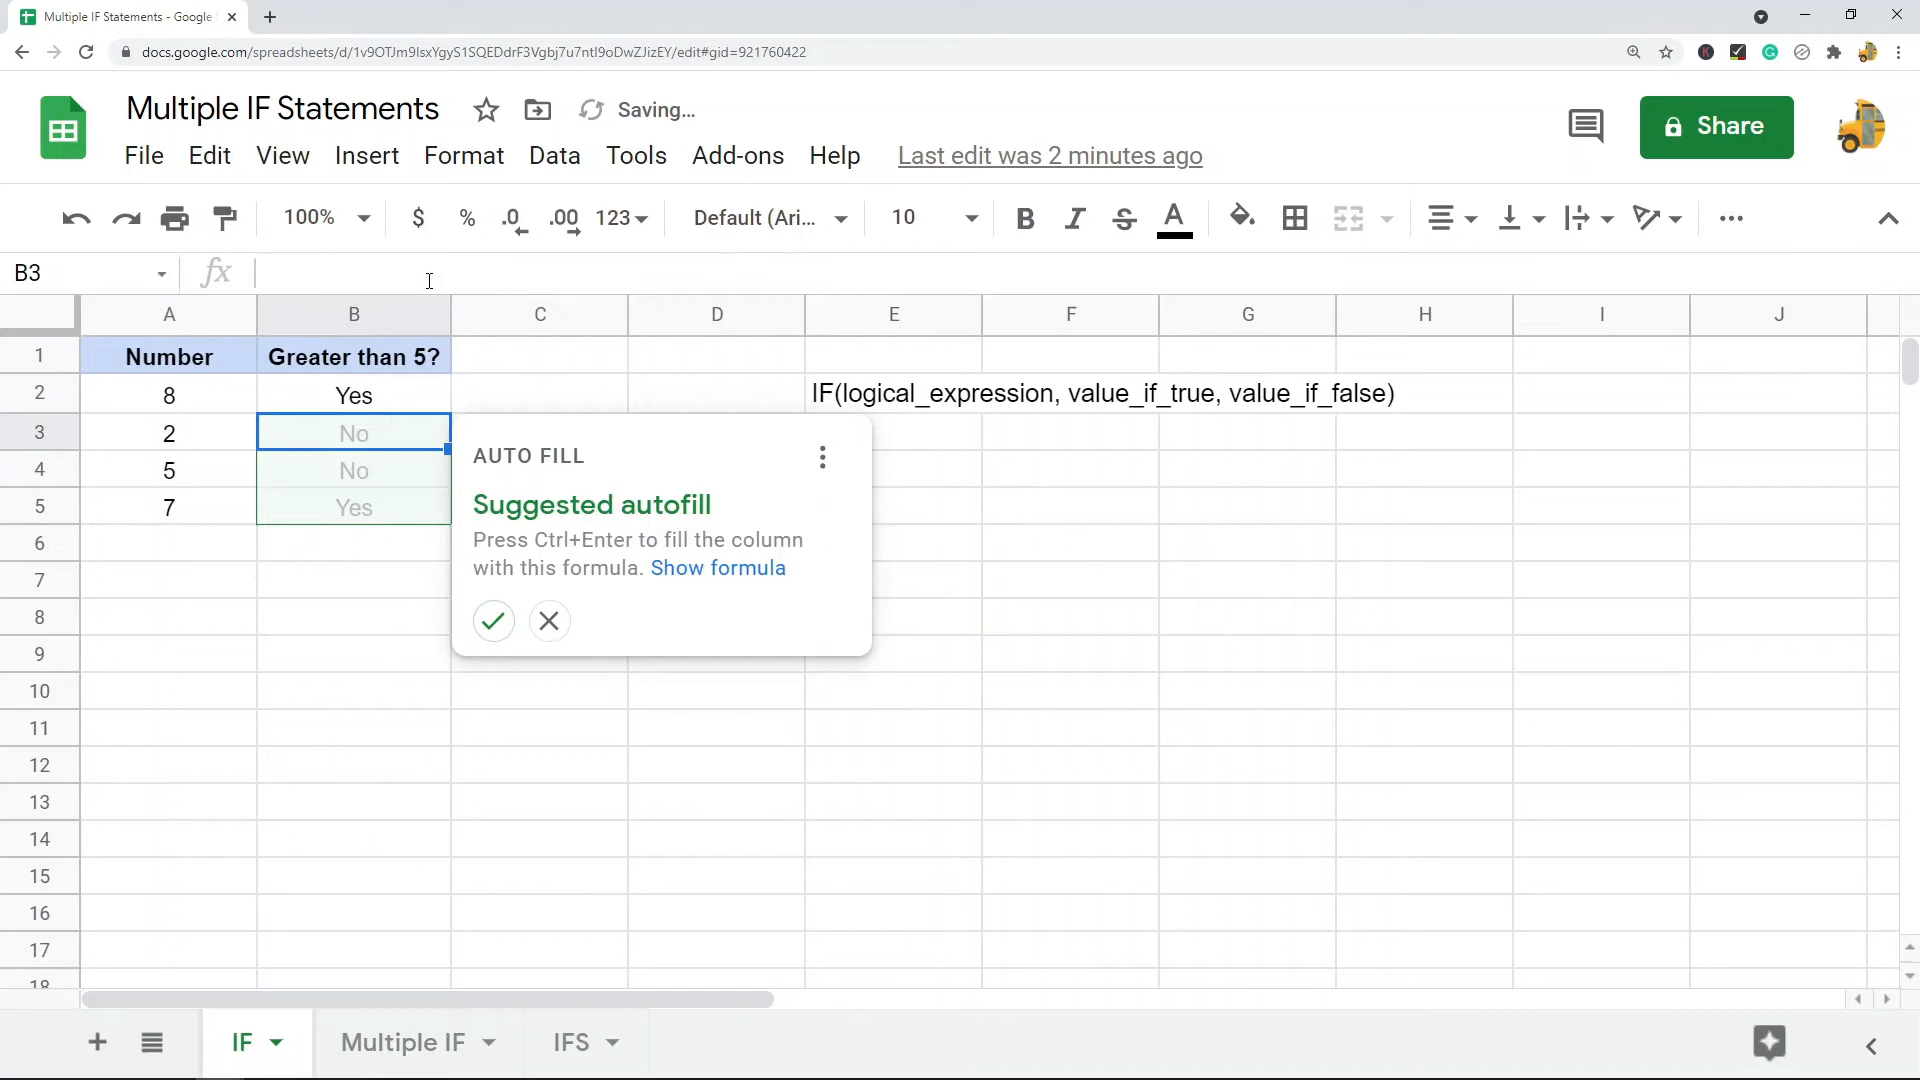 Multiple IF Statements - Google S
docs.google.com/spreadsheets/d/1v9OTJm9lsxYgyS1SQEDdrF3Vgbj7u7ntl9oDwZJizEY/edit#gid=921760422
Multiple IF Statements Saving...
Share
File Edit View Insert Format Data Tools Add-ons Help Last edit was 2 minutes ago
100% $ % .0 .00 123 Default (Ari... 10 B I S A
B3 fx
A B C D E F G H I J
1 Number Greater than 5?
2 8 Yes IF(logical_expression, value_if_true, value_if_false)
3 2 No
4 5 No
5 7 Yes
AUTO FILL
Suggested autofill
Press Ctrl+Enter to fill the column
with this formula. Show formula
6
7
8
9
10
11
12
13
14
15
16
17
18
IF Multiple IF IFS